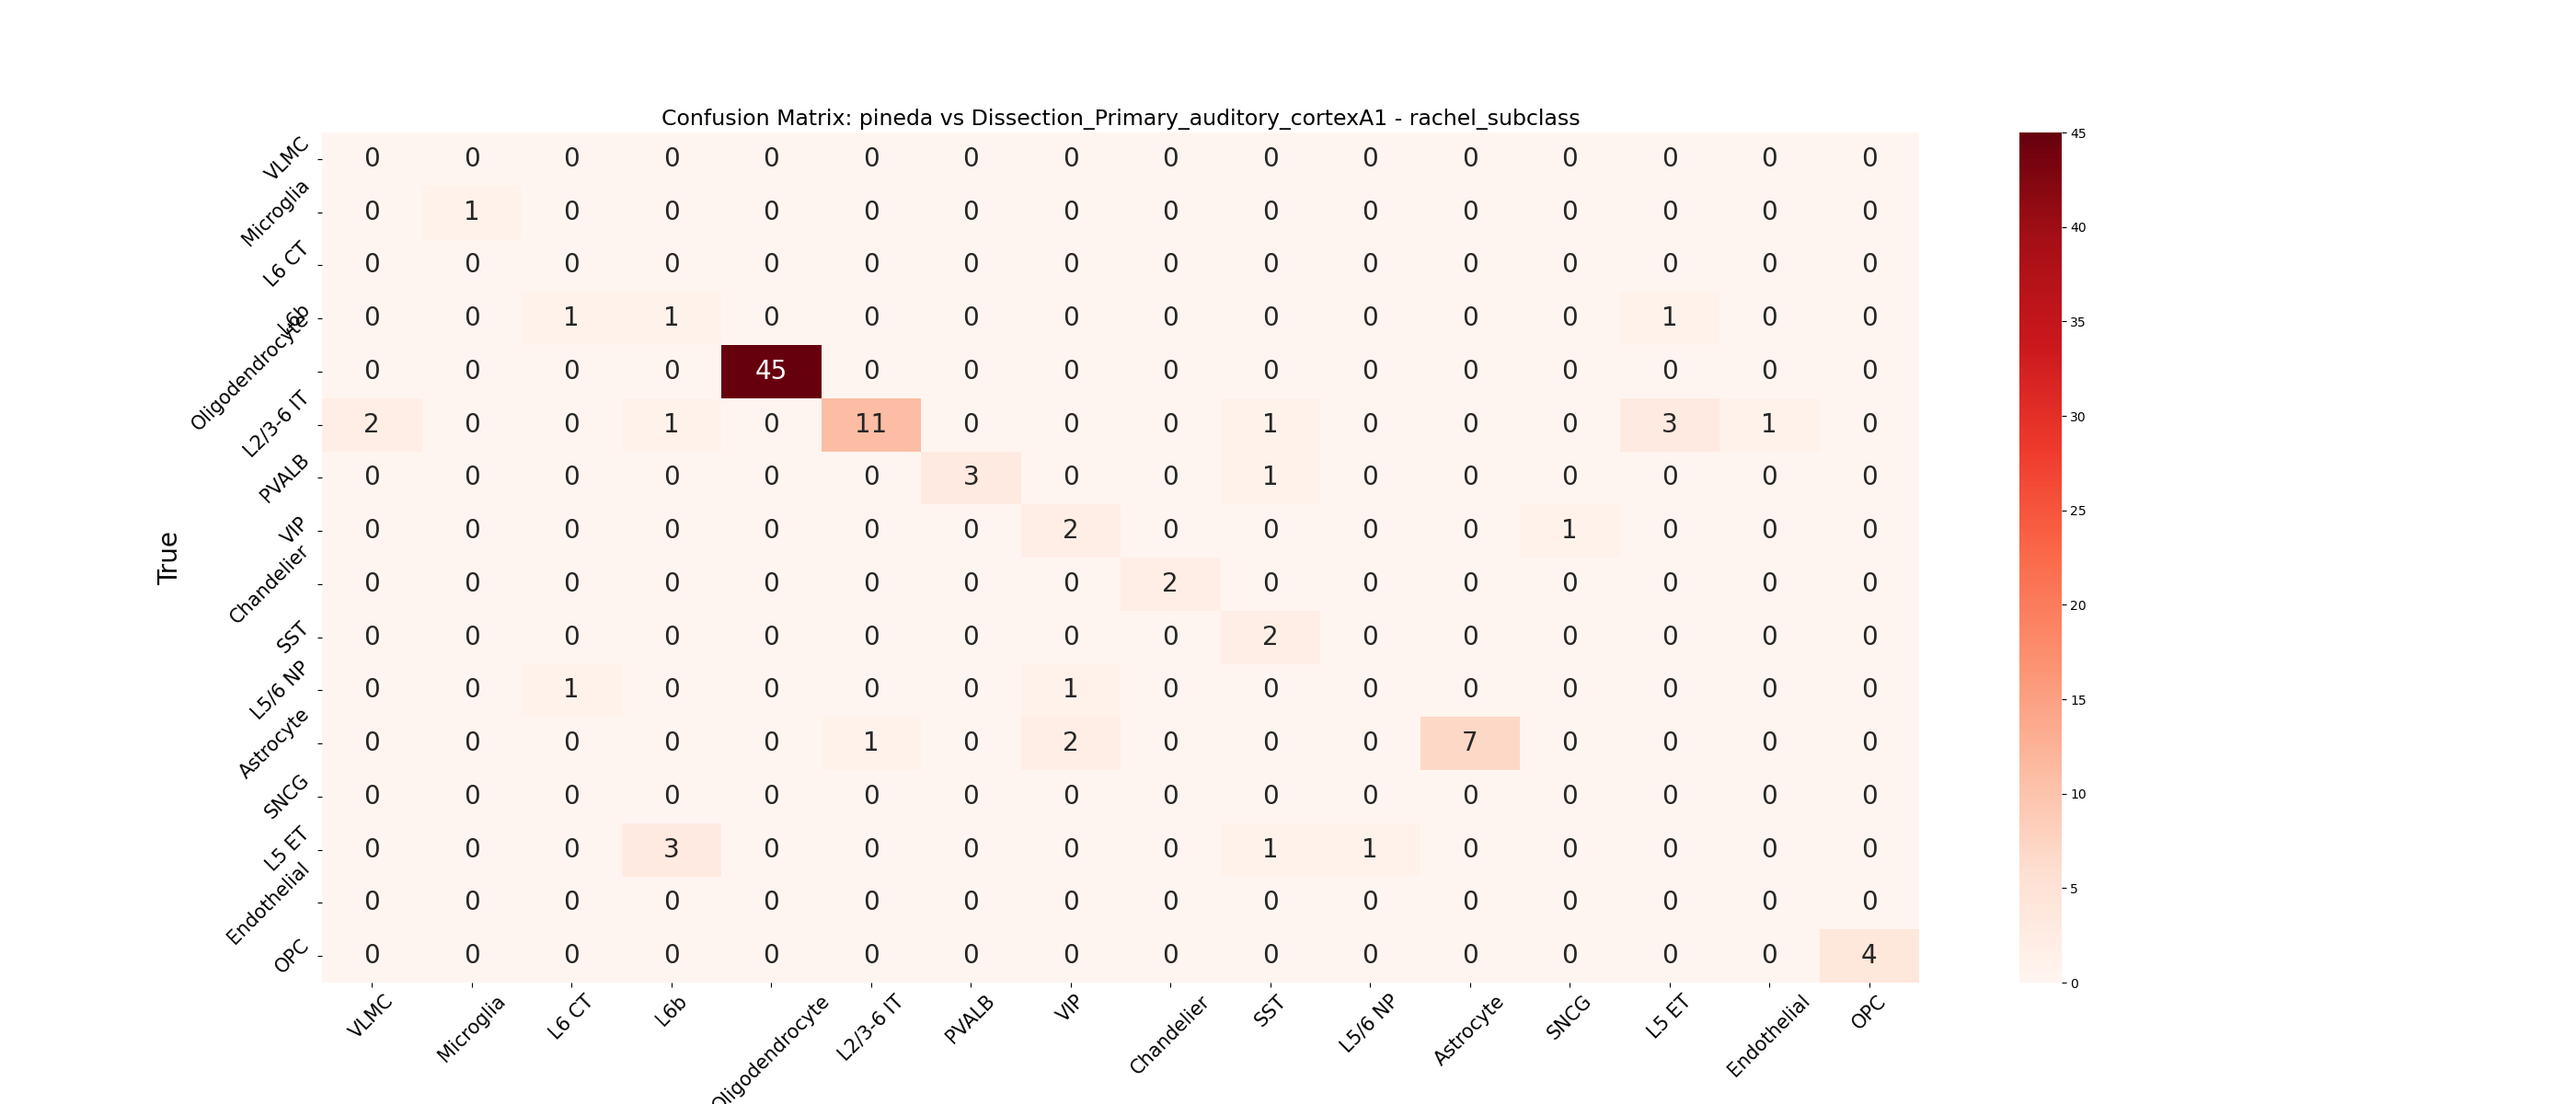 Confusion Matrix: pineda vs Dissection_Primary_auditory_cortexA1 - rachel_subclass
True
VLMC 0 0 0 0 0 0 0 0 0 0 0 0 0 0 0 0
Microglia 0 1 0 0 0 0 0 0 0 0 0 0 0 0 0 0
L6 CT 0 0 0 0 0 0 0 0 0 0 0 0 0 0 0 0
L6b 0 0 1 1 0 0 0 0 0 0 0 0 0 1 0 0
Oligodendrocyte 0 0 0 0 45 0 0 0 0 0 0 0 0 0 0 0
L2/3-6 IT 2 0 0 1 0 11 0 0 0 1 0 0 0 3 1 0
PVALB 0 0 0 0 0 0 3 0 0 1 0 0 0 0 0 0
VIP 0 0 0 0 0 0 0 2 0 0 0 0 1 0 0 0
Chandelier 0 0 0 0 0 0 0 0 2 0 0 0 0 0 0 0
SST 0 0 0 0 0 0 0 0 0 2 0 0 0 0 0 0
L5/6 NP 0 0 1 0 0 0 0 1 0 0 0 0 0 0 0 0
Astrocyte 0 0 0 0 0 1 0 2 0 0 0 7 0 0 0 0
SNCG 0 0 0 0 0 0 0 0 0 0 0 0 0 0 0 0
L5 ET 0 0 0 3 0 0 0 0 0 1 1 0 0 0 0 0
Endothelial 0 0 0 0 0 0 0 0 0 0 0 0 0 0 0 0
OPC 0 0 0 0 0 0 0 0 0 0 0 0 0 0 0 4
VLMC Microglia L6 CT L6b Oligodendrocyte L2/3-6 IT PVALB VIP Chandelier SST L5/6 NP Astrocyte SNCG L5 ET Endothelial OPC
45
40
35
30
25
20
15
10
5
0